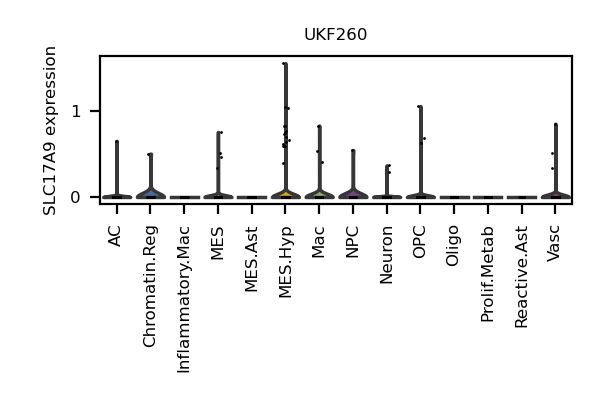 UKF260
SLC17A9 expression
1
0
AC
Chromatin.Reg
Inflammatory.Mac
MES
MES.Ast
MES.Hyp
Mac
NPC
Neuron
OPC
Oligo
Prolif.Metab
Reactive.Ast
Vasc